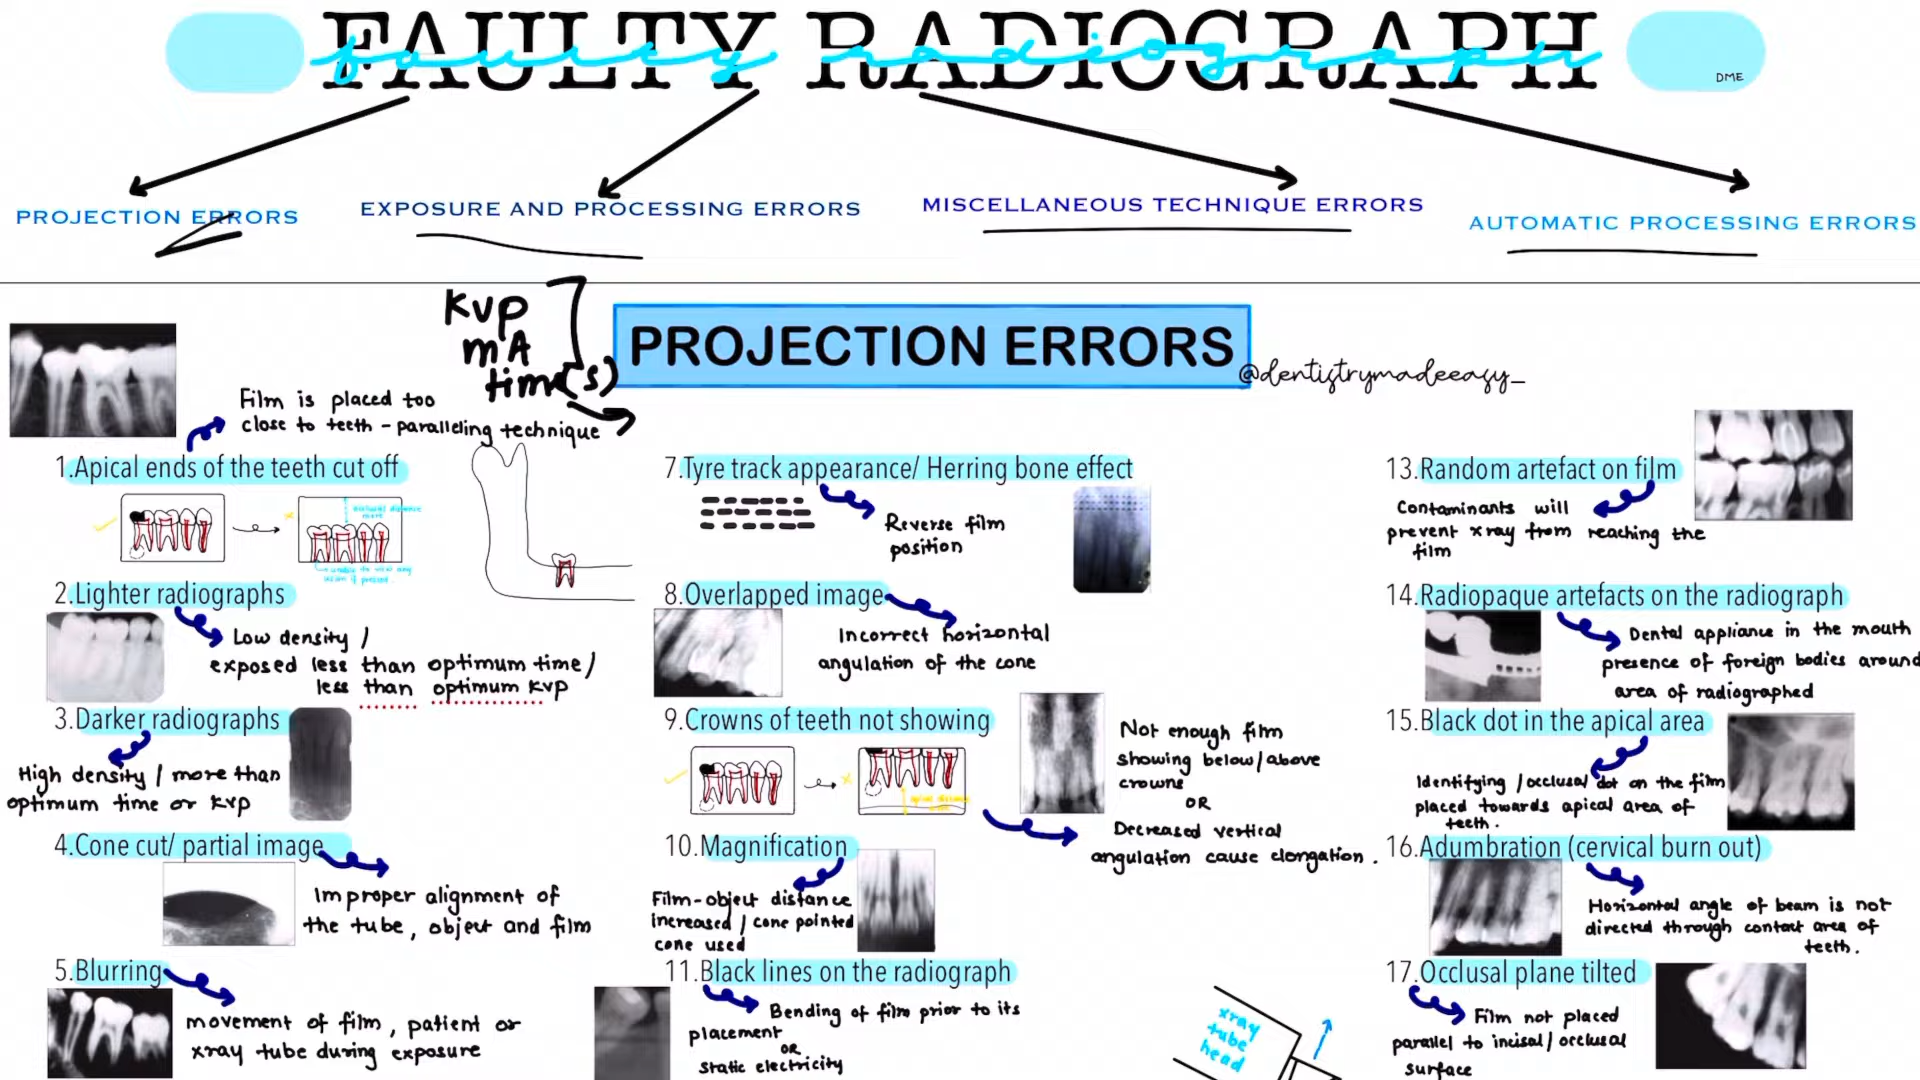 FAULTY RADIOGRAPH
faulty radiograph
DME
PROJECTION ERRORS
EXPOSURE AND PROCESSING ERRORS
MISCELLANEOUS TECHNIQUE ERRORS
AUTOMATIC PROCESSING ERRORS
Kvp
mA
time(s)
PROJECTION ERRORS
@dentistrymadeeasy_
Film is placed too
close to teeth - paralleling technique
1.Apical ends of the teeth cut off
2.Lighter radiographs
Low density /
exposed less than optimum time/
less than optimum kvp
3.Darker radiographs
High density / more than
optimum time or kvp
4.Cone cut/ partial image
Improper alignment of
the tube, object and film
5.Blurring
movement of film, patient or
xray tube during exposure
7.Tyre track appearance/ Herring bone effect
Reverse film
position
8.Overlapped image
Incorrect horizontal
angulation of the cone
9.Crowns of teeth not showing
Not enough film
showing below/above
crowns
OR
Decreased vertical
angulation cause elongation.
10.Magnification
Film-object distance
increased / cone pointed
cone used
11.Black lines on the radiograph
Bending of film prior to its
placement
OR
static electricity
xray
tube
head
13.Random artefact on film
Contaminants will
prevent xray from reaching the
film
14.Radiopaque artefacts on the radiograph
Dental appliance in the mouth
presence of foreign bodies around
area of radiographed
15.Black dot in the apical area
Identifying /occlusal dot on the film
placed towards apical area of
teeth.
16.Adumbration (cervical burn out)
Horizontal angle of beam is not
directed through contact area of
teeth.
17.Occlusal plane tilted
Film not placed
parallel to incisal/occlusal
surface